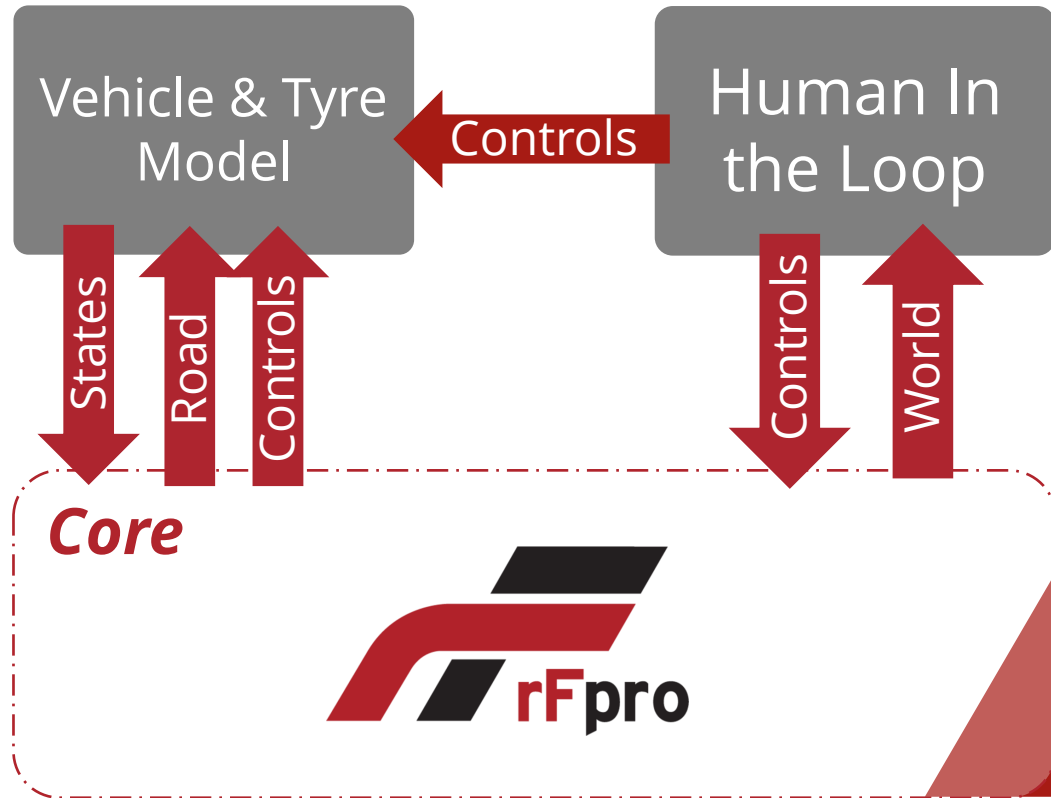 Vehicle & Tyre
Model
Controls
Human In
the Loop
States
Road
Controls
Controls
World
Core
rFpro